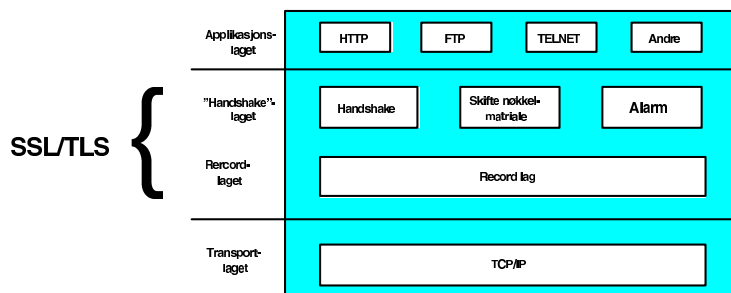 Applikasjons-
laget
HTTP
FTP
TELNET
Andre
SSL/TLS
"Handshake"-
laget
Handshake
Skifte nøkkel-
matriale
Alarm
Rercord-
laget
Record lag
Transport-
laget
TCP/IP